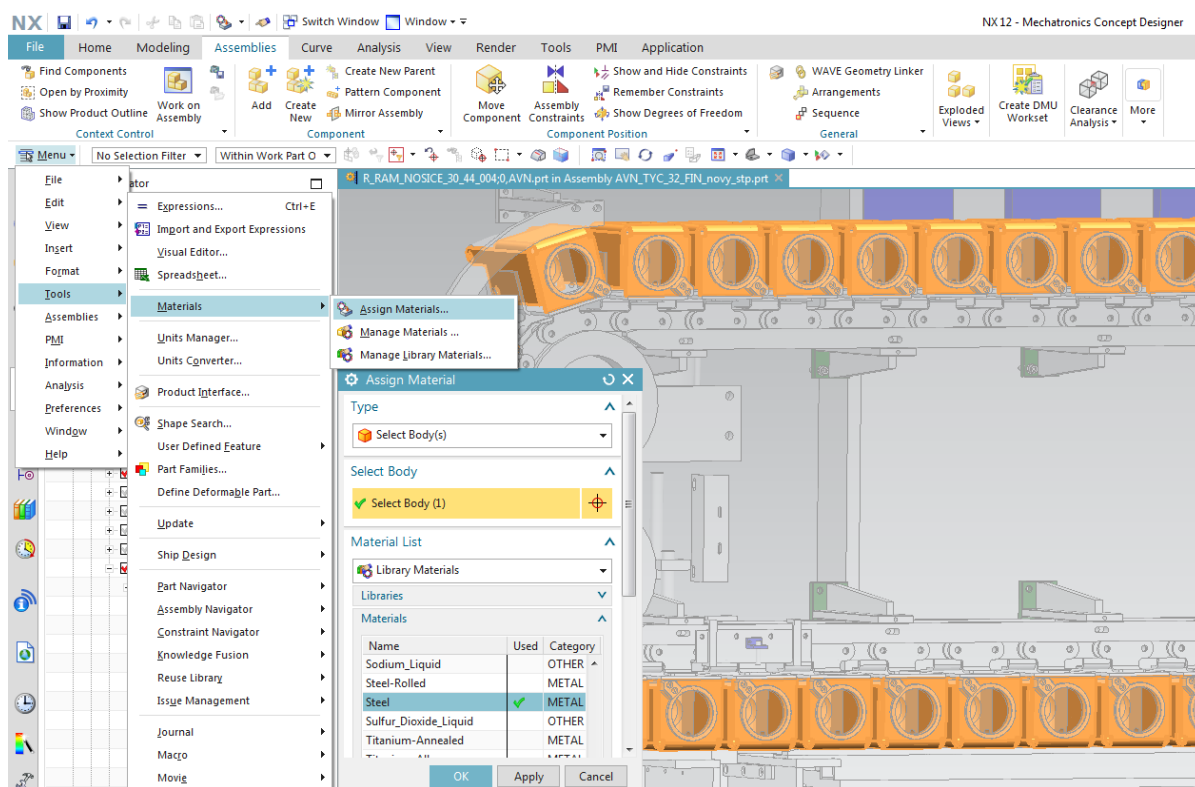 NX Switch Window Window NX 12 - Mechatronics Concept Designer
File Home Modeling Assemblies Curve Analysis View Render Tools PMI Application
Find Components
Open by Proximity
Show Product Outline
Work on
Assembly
Context Control
Add
Create
New
Create New Parent
Pattern Component
Mirror Assembly
Component
Move
Component
Assembly
Constraints
Show and Hide Constraints
Remember Constraints
Show Degrees of Freedom
Component Position
WAVE Geometry Linker
Arrangements
Sequence
General
Exploded
Views
Create DMU
Workset
Clearance
Analysis
More
Menu No Selection Filter Within Work Part O
R_RAM_NOSICE_30_44_004;0,AVN.prt in Assembly AVN_TYC_32_FIN_novy_stp.prt
File
Edit
View
Insert
Format
Tools
Assemblies
PMI
Information
Analysis
Preferences
Window
Help
ator
Expressions... Ctrl+E
Import and Export Expressions
Visual Editor...
Spreadsheet...
Materials
Units Manager...
Units Converter...
Product Interface...
Shape Search...
User Defined Feature
Part Families...
Define Deformable Part...
Update
Ship Design
Part Navigator
Assembly Navigator
Constraint Navigator
Knowledge Fusion
Reuse Library
Issue Management
Journal
Macro
Movie
Assign Materials...
Manage Materials ...
Manage Library Materials...
Assign Material
Type
Select Body(s)
Select Body
Select Body (1)
Material List
Library Materials
Libraries
Materials
Name Used Category
Sodium_Liquid OTHER
Steel-Rolled METAL
Steel METAL
Sulfur_Dioxide_Liquid OTHER
Titanium-Annealed METAL
OK Apply Cancel